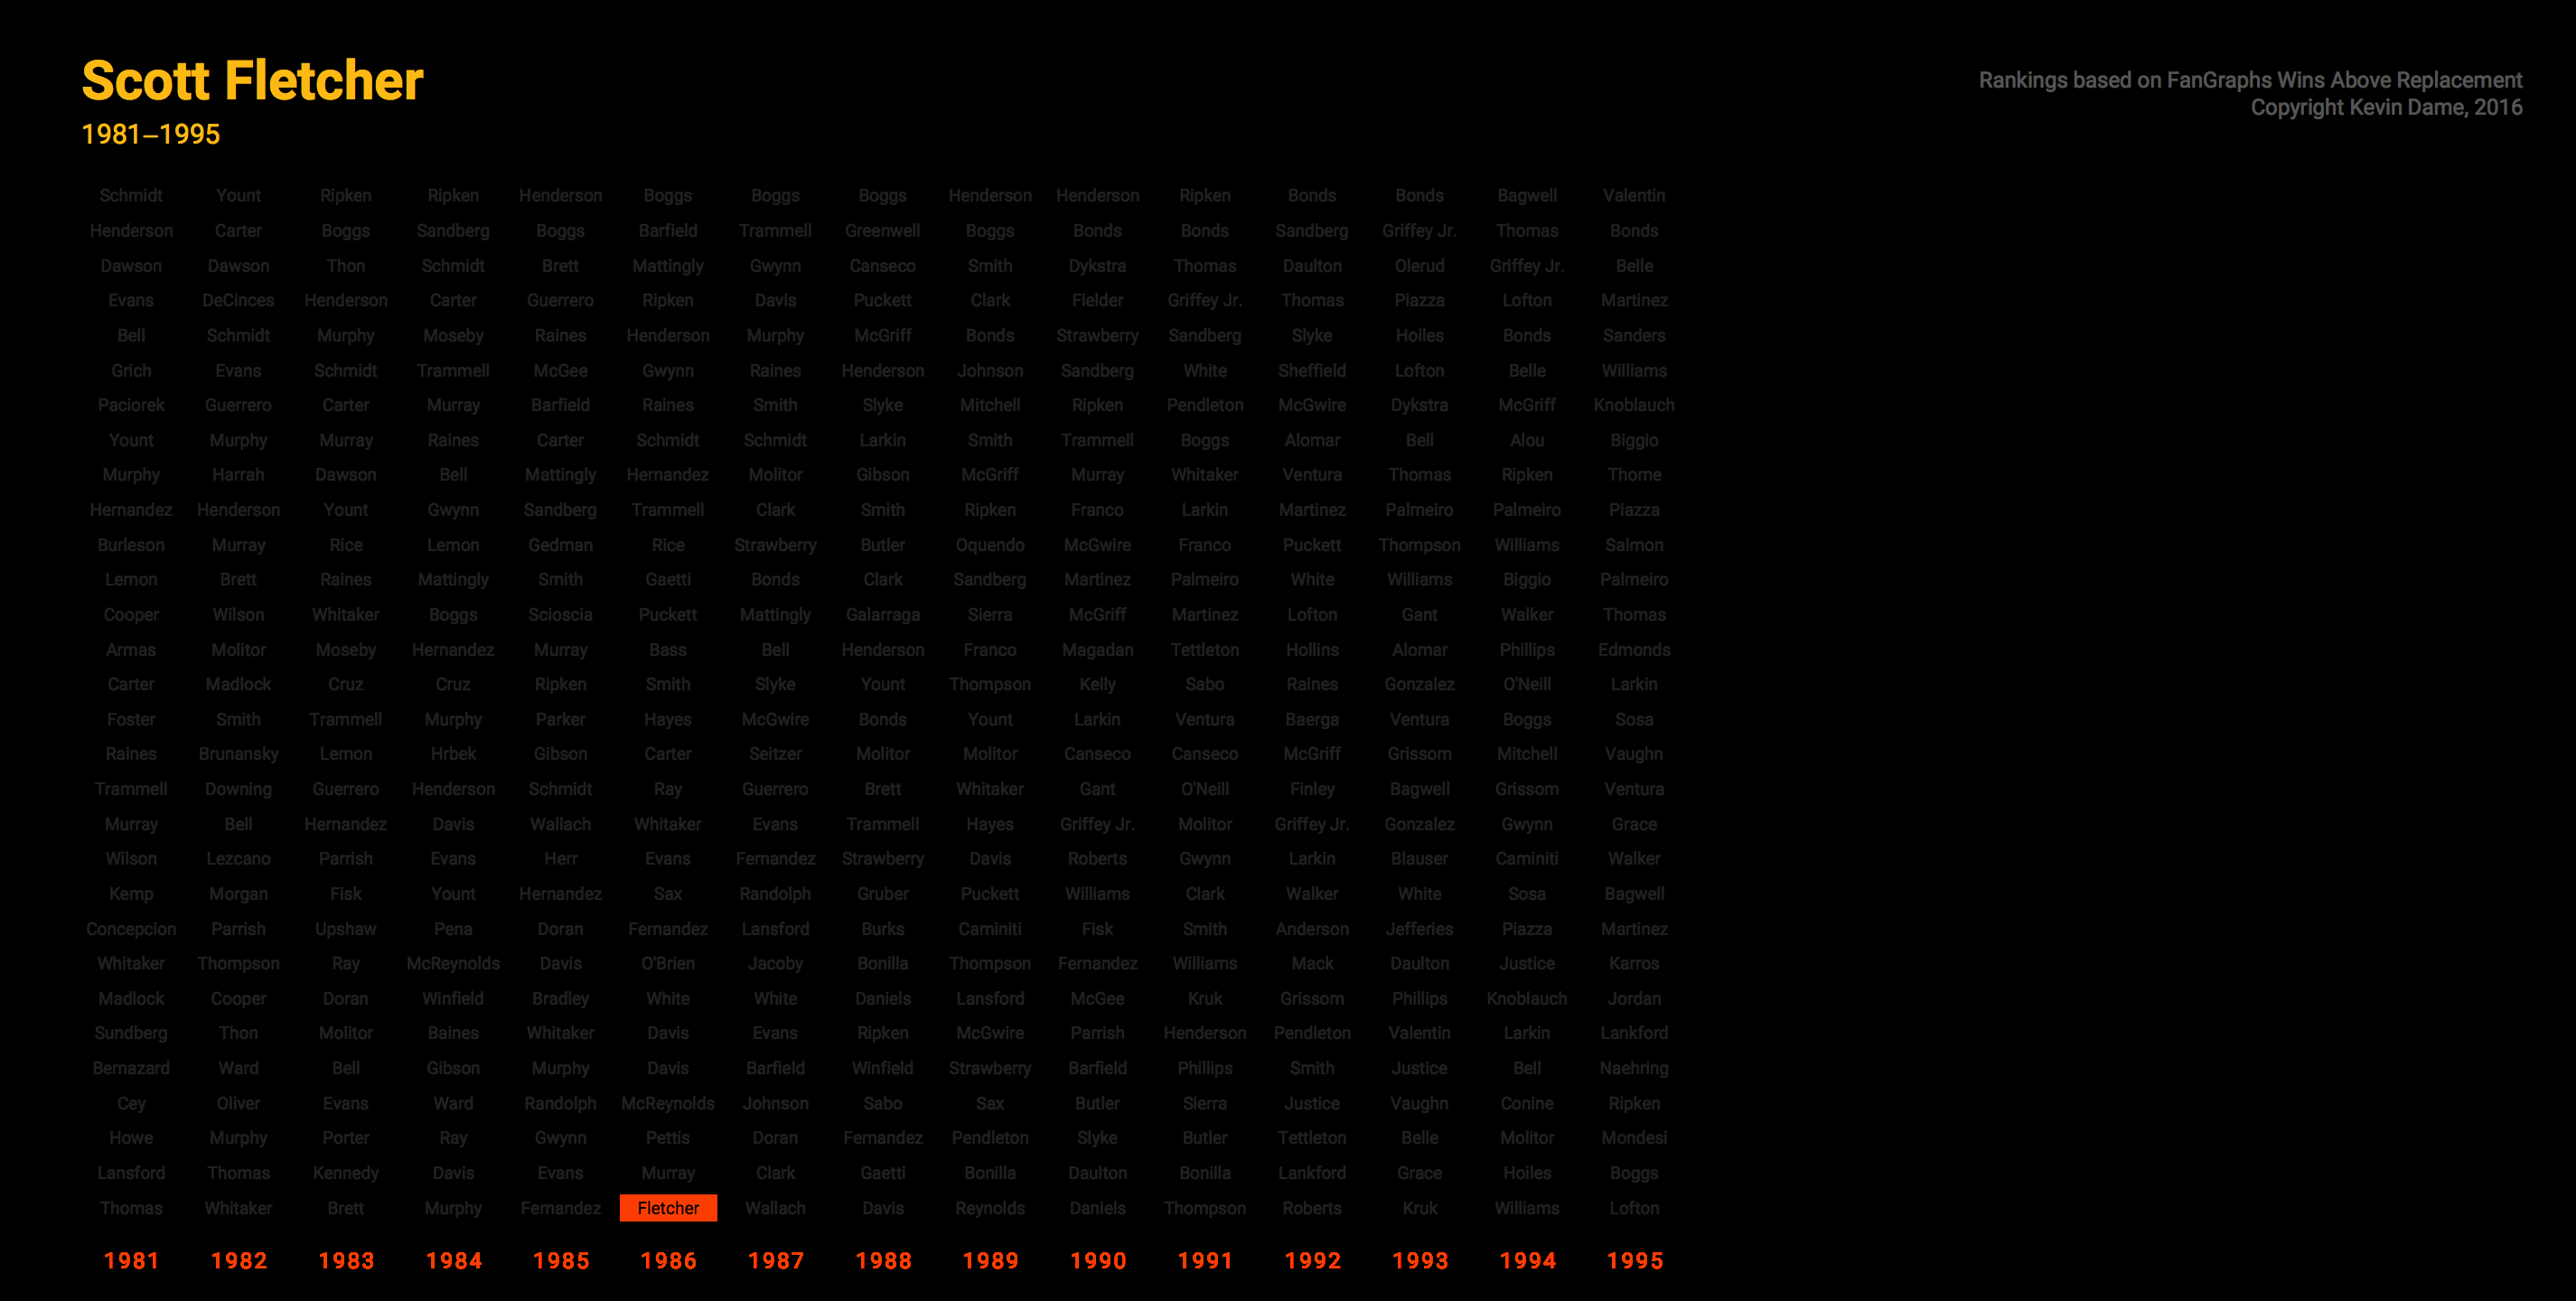 Scott Fletcher
1981–1995
Rankings based on FanGraphs Wins Above Replacement
Copyright Kevin Dame, 2016
Schmidt Yount Ripken Ripken Henderson Boggs Boggs Boggs Henderson Henderson Ripken Bonds Bonds Bagwell Valentin
Henderson Carter Boggs Sandberg Boggs Barfield Trammell Greenwell Boggs Bonds Bonds Sandberg Griffey Jr. Thomas Bonds
Dawson Dawson Thon Schmidt Brett Mattingly Gwynn Canseco Smith Dykstra Thomas Daulton Olerud Griffey Jr. Belle
Evans DeCinces Henderson Carter Guerrero Ripken Davis Puckett Clark Fielder Griffey Jr. Thomas Piazza Lofton Martinez
Bell Schmidt Murphy Moseby Raines Henderson Murphy McGriff Bonds Strawberry Sandberg Slyke Hoiles Bonds Sanders
Grich Evans Schmidt Trammell McGee Gwynn Raines Henderson Johnson Sandberg White Sheffield Lofton Belle Williams
Paciorek Guerrero Carter Murray Barfield Raines Smith Slyke Mitchell Ripken Pendleton McGwire Dykstra McGriff Knoblauch
Yount Murphy Murray Raines Carter Schmidt Schmidt Larkin Smith Trammell Boggs Alomar Bell Alou Biggio
Murphy Harrah Dawson Bell Mattingly Hernandez Molitor Gibson McGriff Murray Whitaker Ventura Thomas Ripken Thome
Hernandez Henderson Yount Gwynn Sandberg Trammell Clark Smith Ripken Franco Larkin Martinez Palmeiro Palmeiro Piazza
Burleson Murray Rice Lemon Gedman Rice Strawberry Butler Oquendo McGwire Franco Puckett Thompson Williams Salmon
Lemon Brett Raines Mattingly Smith Gaetti Bonds Clark Sandberg Martinez Palmeiro White Williams Biggio Palmeiro
Cooper Wilson Whitaker Boggs Scioscia Puckett Mattingly Galarraga Sierra McGriff Martinez Lofton Gant Walker Thomas
Armas Molitor Moseby Hernandez Murray Bass Bell Henderson Franco Magadan Tettleton Hollins Alomar Phillips Edmonds
Carter Madlock Cruz Cruz Ripken Smith Slyke Yount Thompson Kelly Sabo Raines Gonzalez O'Neill Larkin
Foster Smith Trammell Murphy Parker Hayes McGwire Bonds Yount Larkin Ventura Baerga Ventura Boggs Sosa
Raines Brunansky Lemon Hrbek Gibson Carter Seitzer Molitor Molitor Canseco Canseco McGriff Grissom Mitchell Vaughn
Trammell Downing Guerrero Henderson Schmidt Ray Guerrero Brett Whitaker Gant O'Neill Finley Bagwell Grissom Ventura
Murray Bell Hernandez Davis Wallach Whitaker Evans Trammell Hayes Griffey Jr. Molitor Griffey Jr. Gonzalez Gwynn Grace
Wilson Lezcano Parrish Evans Herr Evans Fernandez Strawberry Davis Roberts Gwynn Larkin Blauser Caminiti Walker
Kemp Morgan Fisk Yount Hernandez Sax Randolph Gruber Puckett Williams Clark Walker White Sosa Bagwell
Concepcion Parrish Upshaw Pena Doran Fernandez Lansford Burks Caminiti Fisk Smith Anderson Jefferies Piazza Martinez
Whitaker Thompson Ray McReynolds Davis O'Brien Jacoby Bonilla Thompson Fernandez Williams Mack Daulton Justice Karros
Madlock Cooper Doran Winfield Bradley White White Daniels Lansford McGee Kruk Grissom Phillips Knoblauch Jordan
Sundberg Thon Molitor Baines Whitaker Davis Evans Ripken McGwire Parrish Henderson Pendleton Valentin Larkin Lankford
Bernazard Ward Bell Gibson Murphy Davis Barfield Winfield Strawberry Barfield Phillips Smith Justice Bell Naehring
Cey Oliver Evans Ward Randolph McReynolds Johnson Sabo Sax Butler Sierra Justice Vaughn Conine Ripken
Howe Murphy Porter Ray Gwynn Pettis Doran Fernandez Pendleton Slyke Butler Tettleton Belle Molitor Mondesi
Lansford Thomas Kennedy Davis Evans Murray Clark Gaetti Bonilla Daulton Bonilla Lankford Grace Hoiles Boggs
Thomas Whitaker Brett Murphy Fernandez Fletcher Wallach Davis Reynolds Daniels Thompson Roberts Kruk Williams Lofton
1981 1982 1983 1984 1985 1986 1987 1988 1989 1990 1991 1992 1993 1994 1995